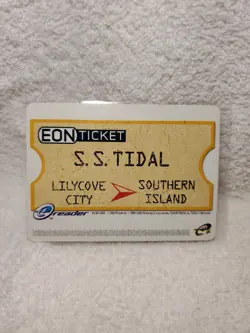 EON TICKET
S.S.TIDAL
LILYCOVE SOUTHERN
CITY ISLAND
e reader